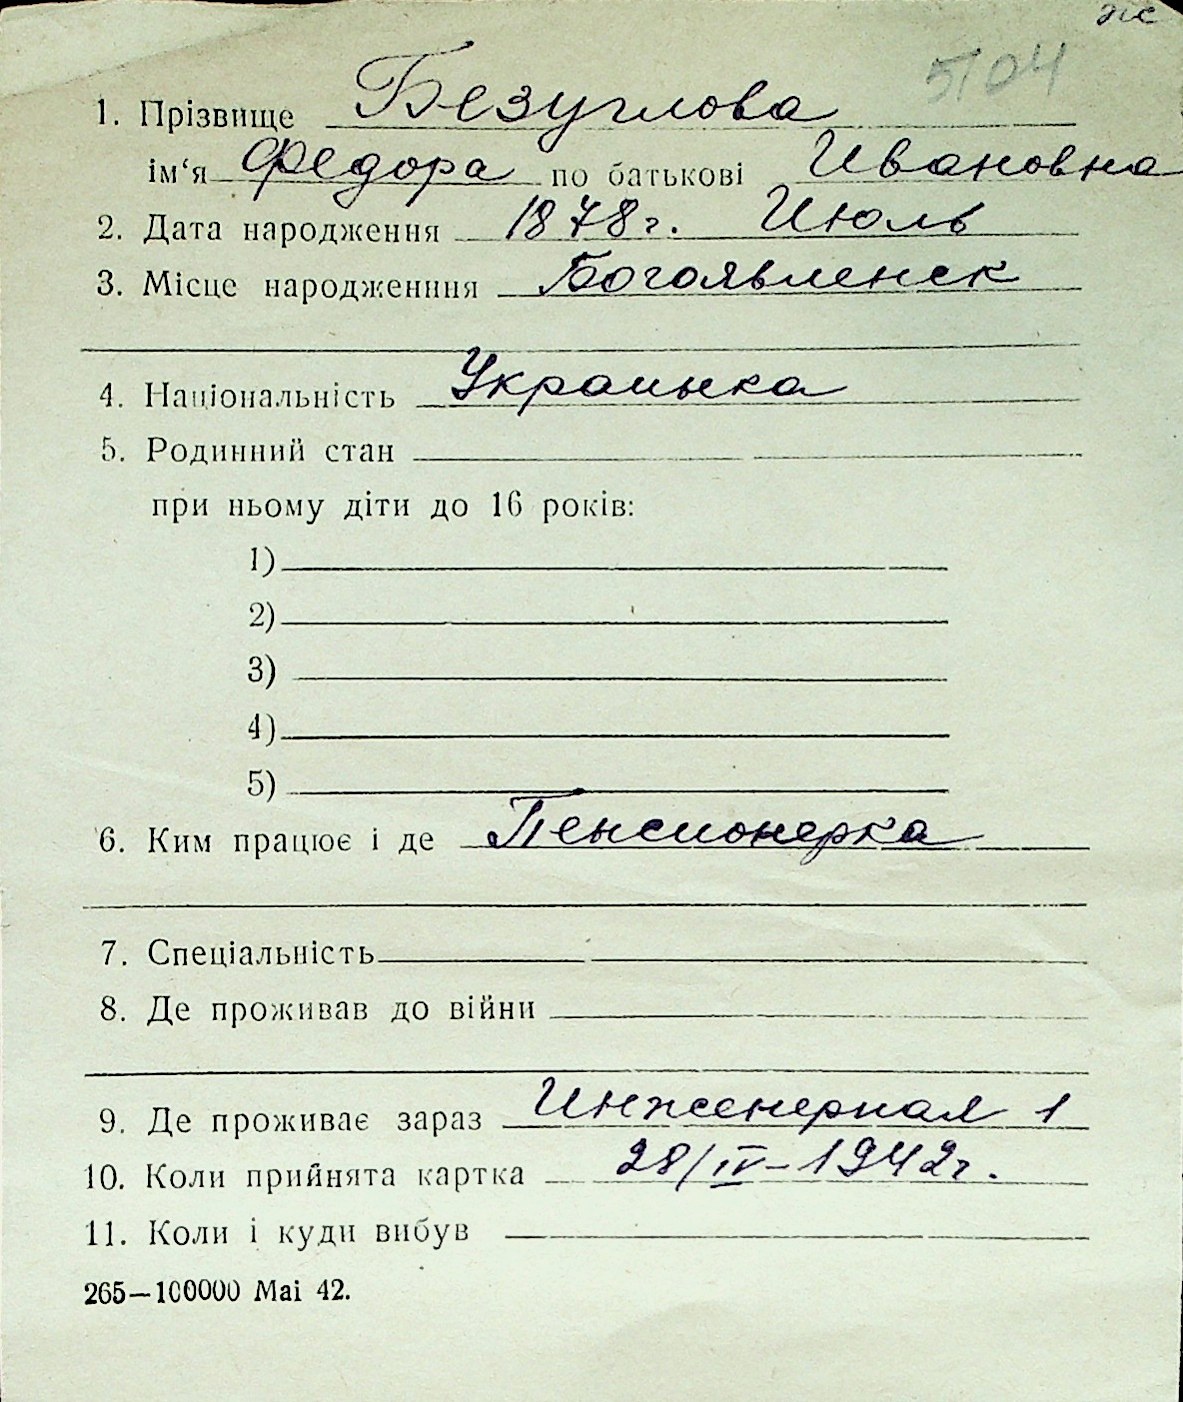 5104
1. Прізвище Безуглова
ім‘я Федора по батькові Ивановна
2. Дата народження 1878г. Июль
3. Місце народженння Богоявленск
4. Національність Украинка
5. Родинний стан
при ньому діти до 16 років:
1)
2)
3)
4)
5)
6. Ким працює і де Пенсионерка
7. Спеціальність
8. Де проживав до війни
9. Де проживає зараз Инженерная 1
10. Коли прийнята картка 28/IV–1942г.
11. Коли і куди вибув
265—100000 Mai 42.